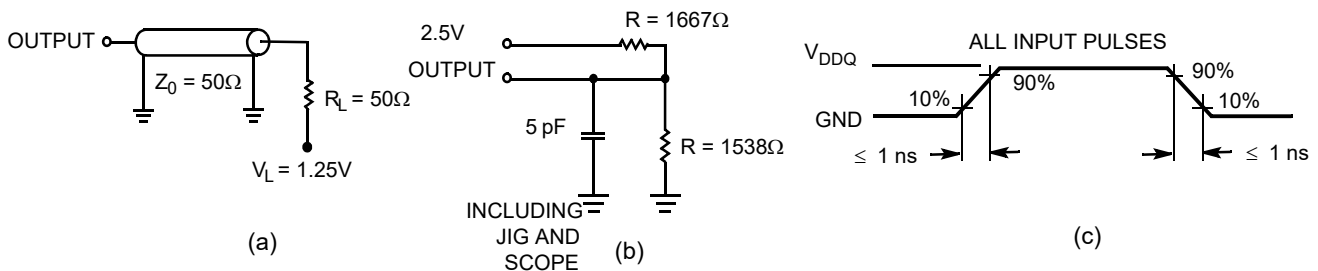 OUTPUT
Z0 = 50Ω
RL = 50Ω
VL = 1.25V
(a)
R = 1667Ω
2.5V
OUTPUT
5 pF
R = 1538Ω
INCLUDING
JIG AND
SCOPE
(b)
ALL INPUT PULSES
VDDQ
GND
10%
90%
90%
10%
≤ 1 ns
≤ 1 ns
(c)